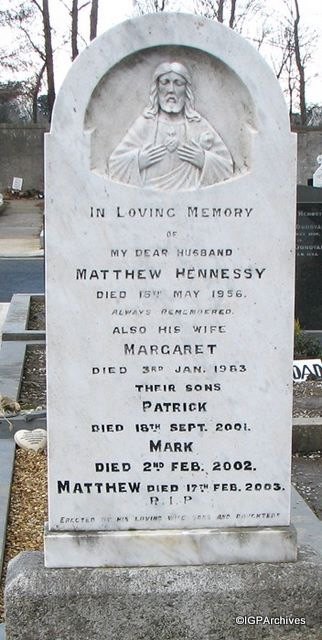 IN LOVING MEMORY
OF
MY DEAR HUSBAND
MATTHEW HENNESSY
DIED 15TH MAY 1956.
ALWAYS REMEMBERED.
ALSO HIS WIFE
MARGARET
DIED 3RD JAN. 1983
THEIR SONS
PATRICK
DIED 18TH SEPT. 2001.
MARK
DIED 2ND FEB. 2002.
MATTHEW DIED 17TH FEB. 2003.
R.I.P.
ERECTED BY HIS LOVING WIFE SONS AND DAUGHTERS
DAD
©IGPArchives